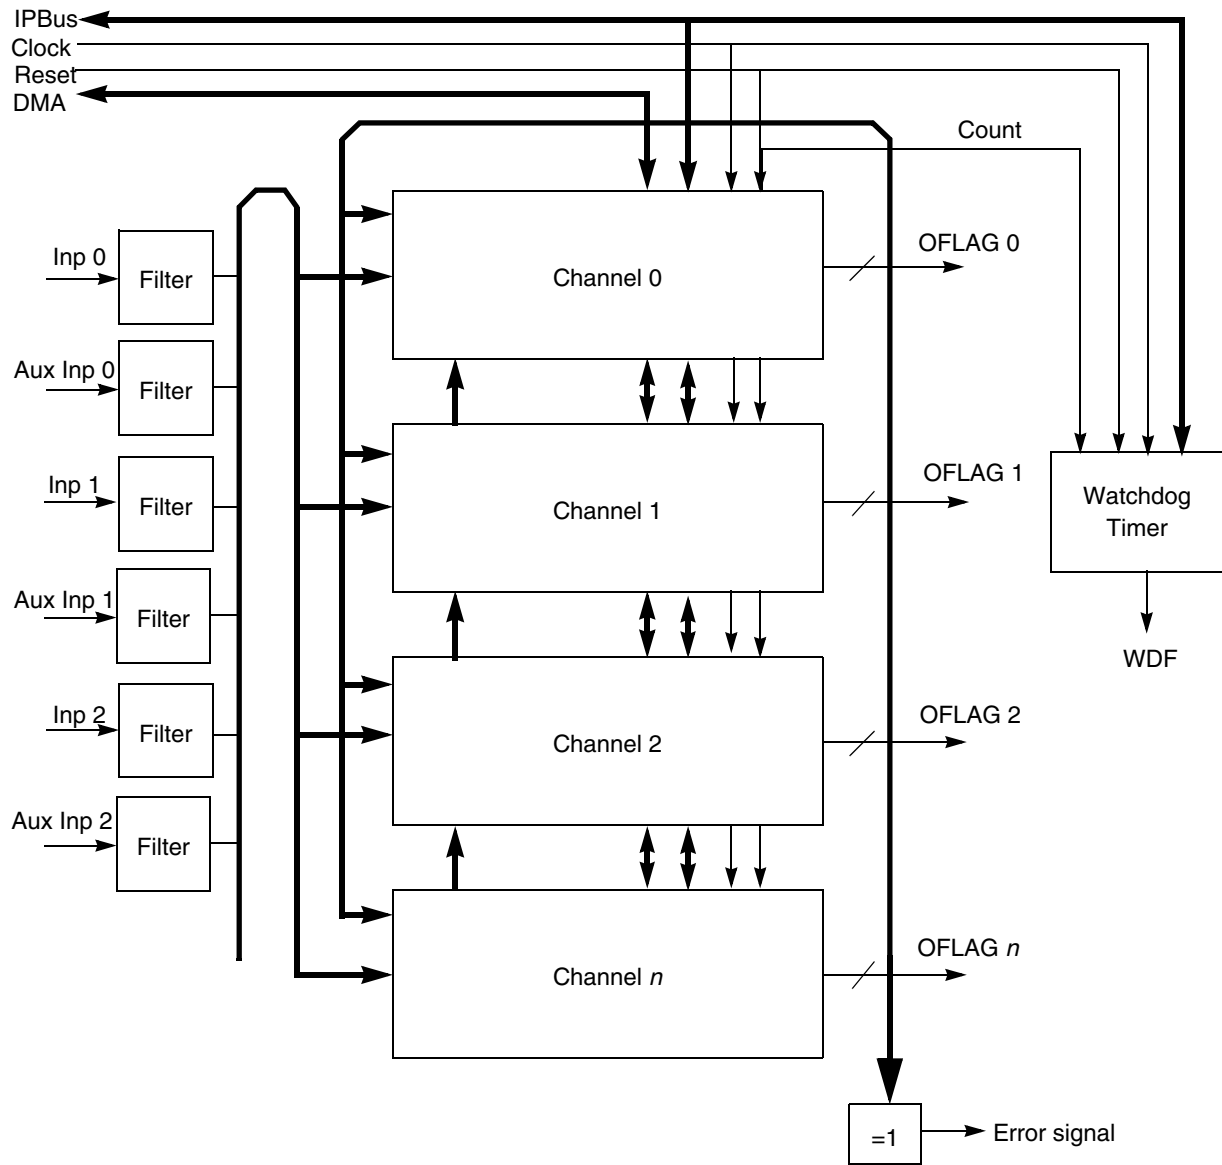 IPBus
Clock
Reset
DMA
Count
Inp 0
Filter
Channel 0
OFLAG 0
Aux Inp 0
Filter
Inp 1
Filter
Channel 1
OFLAG 1
Watchdog
Timer
Aux Inp 1
Filter
WDF
Inp 2
Filter
Channel 2
OFLAG 2
Aux Inp 2
Filter
Channel n
OFLAG n
=1
Error signal